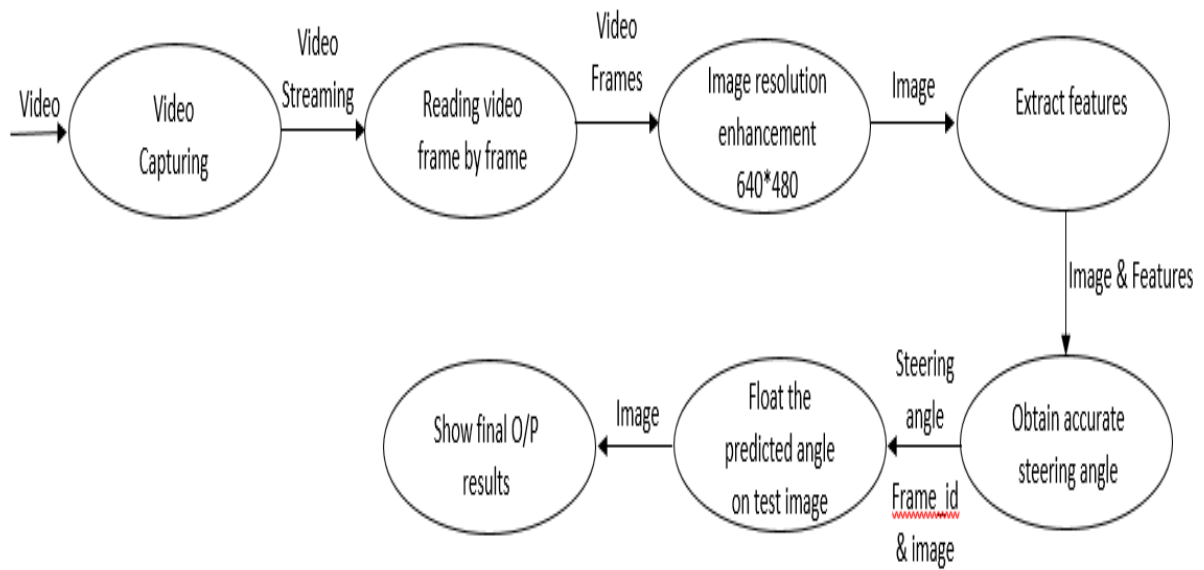 Video
Video
Capturing
Video
Streaming
Reading video
frame by frame
Video
Frames
Image resolution
enhancement
640*480
Image
Extract features
Image & Features
Obtain accurate
steering angle
Steering
angle
Frame_id
& image
Float the
predicted angle
on test image
Image
Show final O/P
results